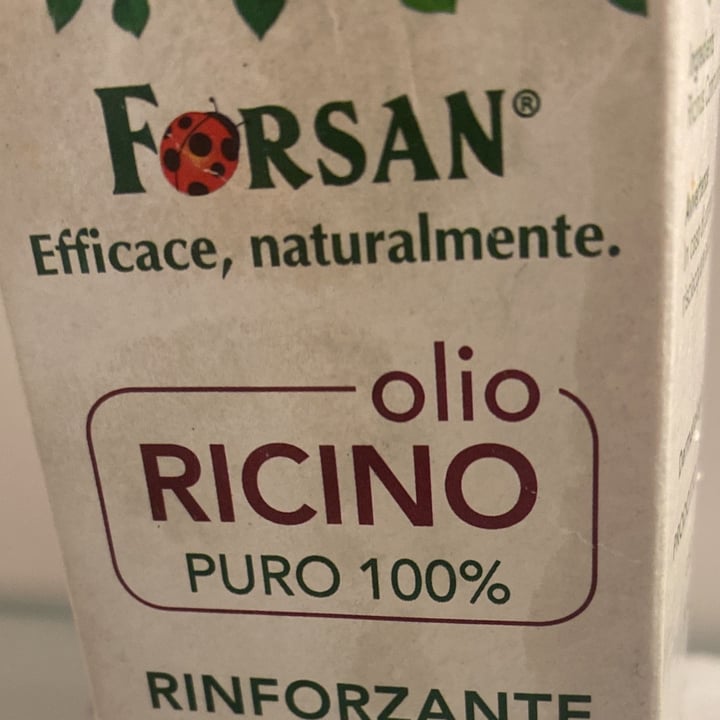 FORSAN®
Efficace, naturalmente.
olio
RICINO
PURO 100%
RINFORZANTE